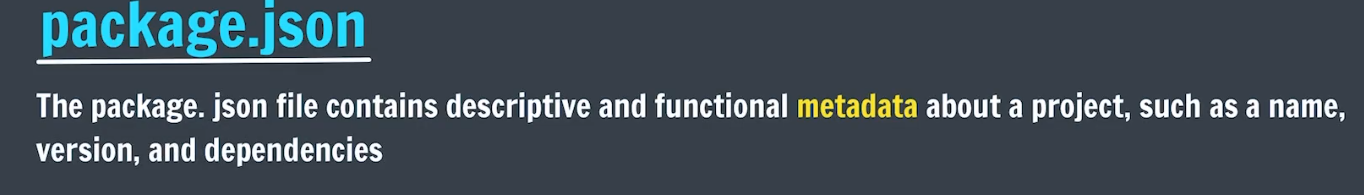 package.json
The package. json file contains descriptive and functional metadata about a project, such as a name,
version, and dependencies